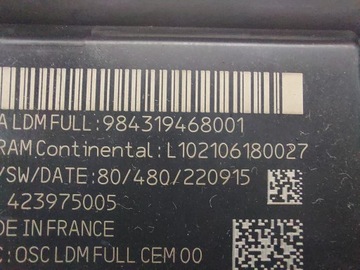 A LDM FULL:984319468001
RAM Continental:L102106180027
/SW/DATE:80/480/220915
423975005
DE IN FRANCE
C:OSC LDM FULL CEM 00